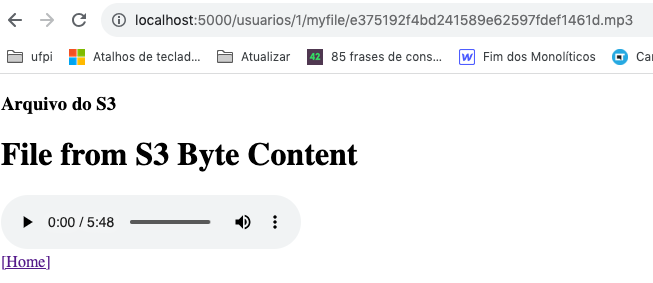 localhost:5000/usuarios/1/myfile/e375192f4bd241589e62597fdef1461d.mp3
ufpi Atalhos de teclad... Atualizar 42 85 frases de cons... W Fim dos Monolíticos Car
Arquivo do S3
File from S3 Byte Content
0:00 / 5:48
[Home]